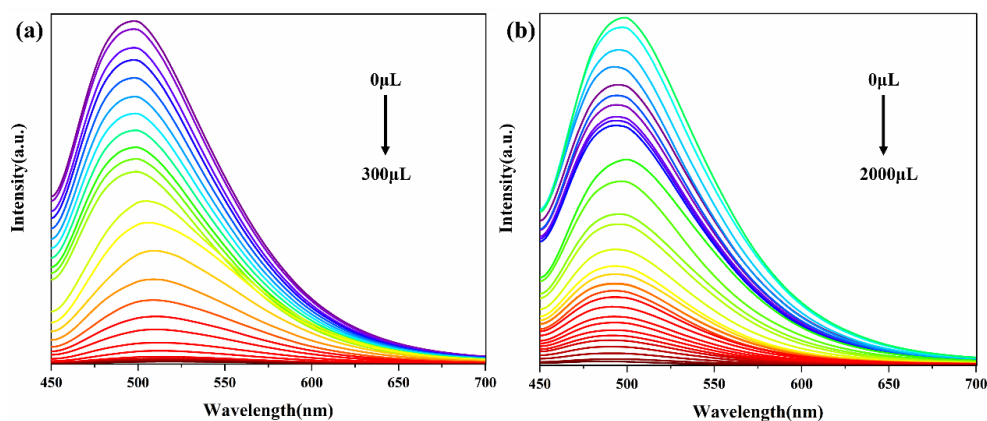 (a)
0μL
300μL
Intensity(a.u.)
450 500 550 600 650 700
Wavelength(nm)
(b)
0μL
2000μL
Intensity(a.u.)
450 500 550 600 650 700
Wavelength(nm)